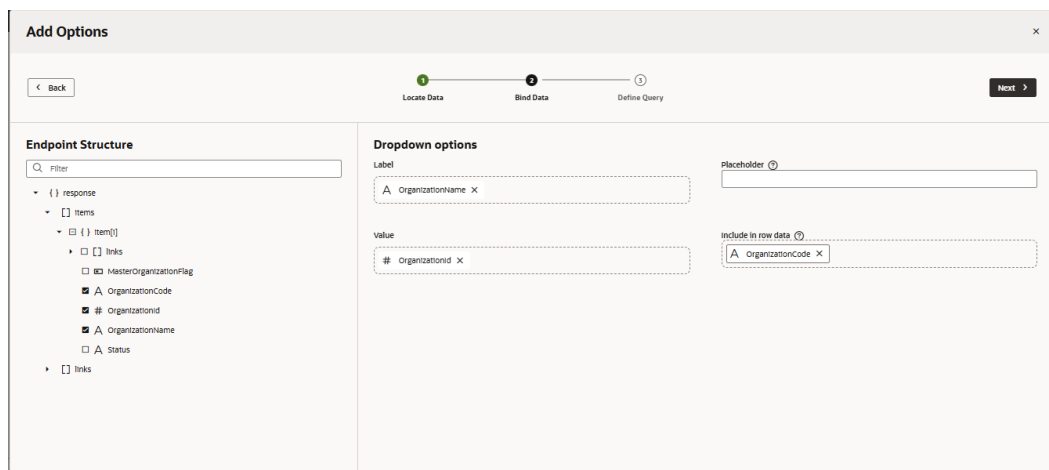 Add Options
×
Back
1
2
3
Locate Data
Bind Data
Define Query
Next
Endpoint Structure
Filter
{ } response
[ ] items
{ } item[i]
[ ] links
MasterOrganizationFlag
A OrganizationCode
# OrganizationId
A OrganizationName
A Status
[ ] links
Dropdown options
Label
A OrganizationName ×
Placeholder ?
Value
# OrganizationId ×
Include in row data ?
A OrganizationCode ×